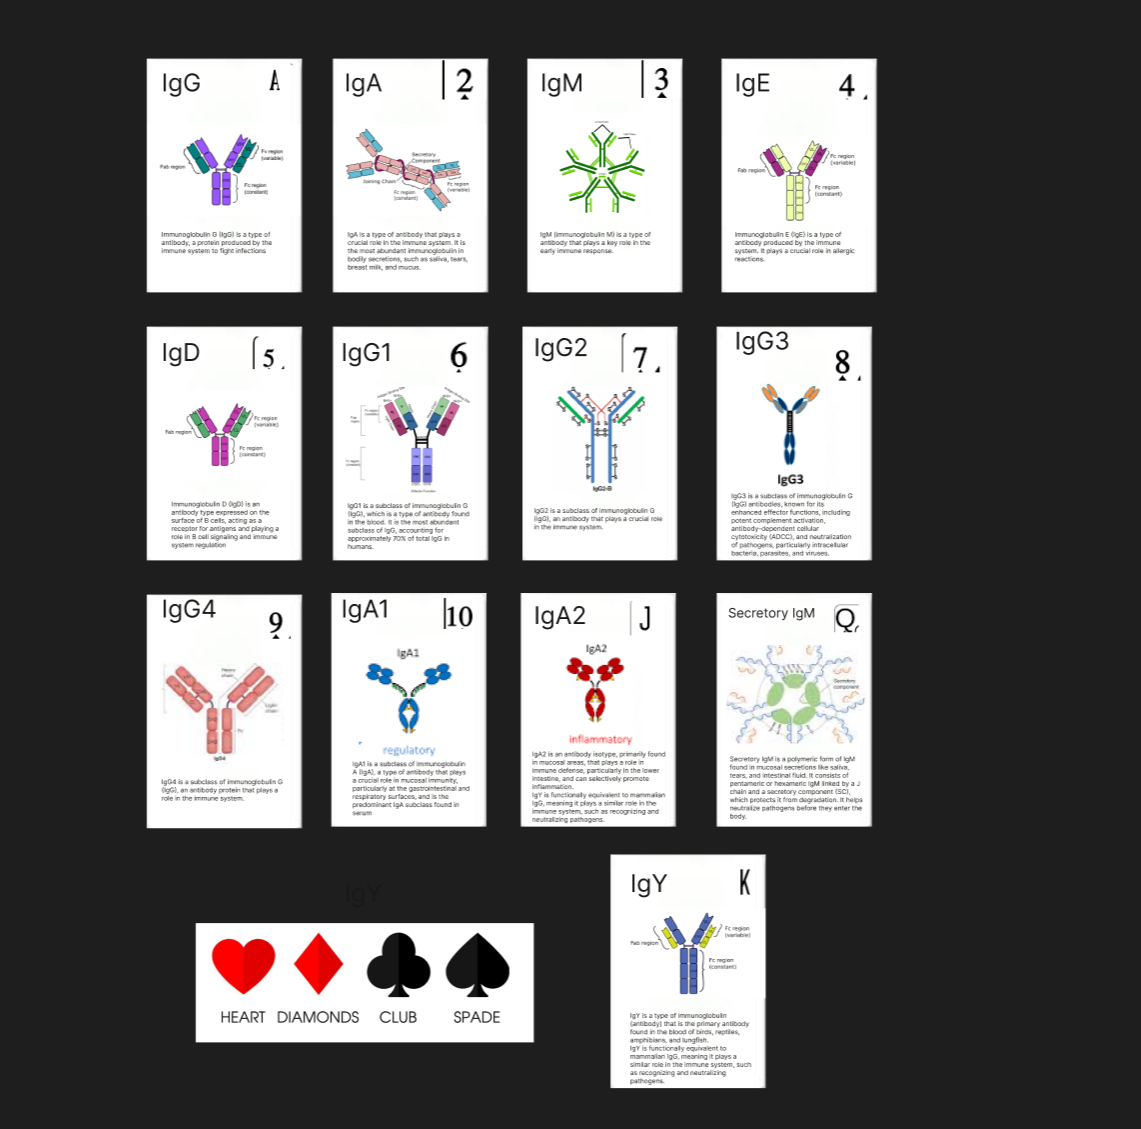 IgG A
Fab region
Fc region
(variable)
Fc region
(constant)
Immunoglobulin G (IgG) is a type of
antibody, a protein produced by the
immune system to fight infections
IgA 2
Secretory
Component
Joining Chain
Fc region
(constant)
Fc region
(variable)
IgA is a type of antibody that plays a
crucial role in the immune system. It is
the most abundant immunoglobulin in
bodily secretions, such as saliva, tears,
breast milk, and mucus.
IgM 3
IgM (immunoglobulin M) is a type of
antibody that plays a key role in the
early immune response.
IgE 4
Fab region
Fc region
(variable)
Fc region
(constant)
Immunoglobulin E (IgE) is a type of
antibody produced by the immune
system. It plays a crucial role in allergic
reactions.
IgD 5
Fab region
Fc region
(variable)
Fc region
(constant)
Immunoglobulin D (IgD) is an
antibody type expressed on the
surface of B cells, acting as a
receptor for antigens and playing a
role in B cell signaling and immune
system regulation
IgG1 6
IgG1 is a subclass of immunoglobulin G
(IgG), which is a type of antibody found
in the blood. It is the most abundant
subclass of IgG, accounting for
approximately 70% of total IgG in
humans.
IgG2 7
IgG2-B
IgG2 is a subclass of immunoglobulin G
(IgG), an antibody that plays a crucial role
in the immune system.
IgG3 8
IgG3
IgG3 is a subclass of immunoglobulin G
(IgG) antibodies, known for its
enhanced effector functions, including
potent complement activation,
antibody-dependent cellular
cytotoxicity (ADCC), and neutralization
of pathogens, particularly intracellular
bacteria, parasites, and viruses.
IgG4 9
Heavy
chain
Light
chain
Fc
IgG4
IgG4 is a subclass of immunoglobulin G
(IgG), an antibody protein that plays a
role in the immune system.
IgA1 10
IgA1
regulatory
IgA1 is a subclass of Immunoglobulin
A (IgA), a type of antibody that plays
a crucial role in mucosal immunity,
particularly at the gastrointestinal and
respiratory surfaces, and is the
predominant IgA subclass found in
serum
IgA2 J
IgA2
inflammatory
IgA2 is an antibody isotype, primarily found
in mucosal areas, that plays a role in
immune defense, particularly in the lower
intestine, and can selectively promote
inflammation.
IgY is functionally equivalent to mammalian
IgG, meaning it plays a similar role in the
immune system, such as recognizing and
neutralizing pathogens.
Secretory IgM Q
Secretory
component
Secretory IgM is a polymeric form of IgM
found in mucosal secretions like saliva,
tears, and intestinal fluid. It consists of
pentameric or hexameric IgM linked by a J
chain and a secretory component (SC),
which protects it from degradation. It helps
neutralize pathogens before they enter the
body.
IgY
HEART DIAMONDS CLUB SPADE
IgY K
Fab region
Fc region
(variable)
Fc region
(constant)
IgY is a type of immunoglobulin
(antibody) that is the primary antibody
found in the blood of birds, reptiles,
amphibians, and lungfish.
IgY is functionally equivalent to
mammalian IgG, meaning it plays a
similar role in the immune system, such
as recognizing and neutralizing
pathogens.